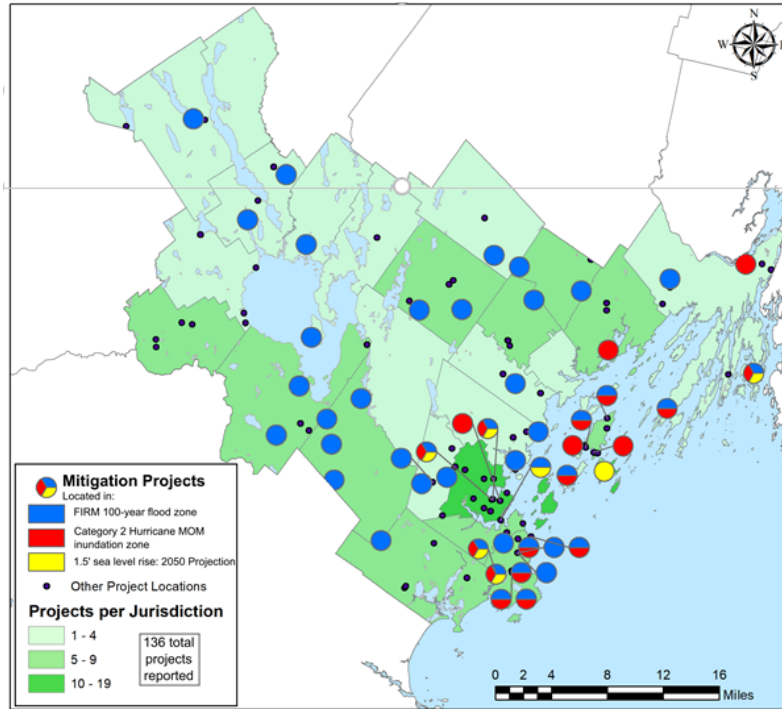 N
W
S
Mitigation Projects
Located in:
FIRM 100-year flood zone
Category 2 Hurricane MOM
inundation zone
1.5' sea level rise: 2050 Projection
Other Project Locations
Projects per Jurisdiction
1 - 4
5 - 9
10 - 19
136 total
projects
reported
0 2 4 8 12 16
Miles